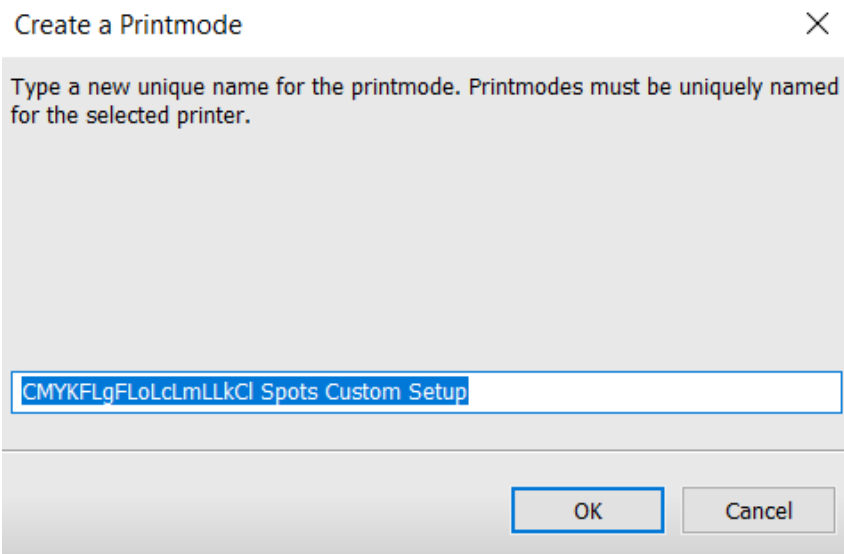 Create a Printmode
Type a new unique name for the printmode. Printmodes must be uniquely named
for the selected printer.
CMYKFLgFLoLcLmLLkCl Spots Custom Setup
OK
Cancel